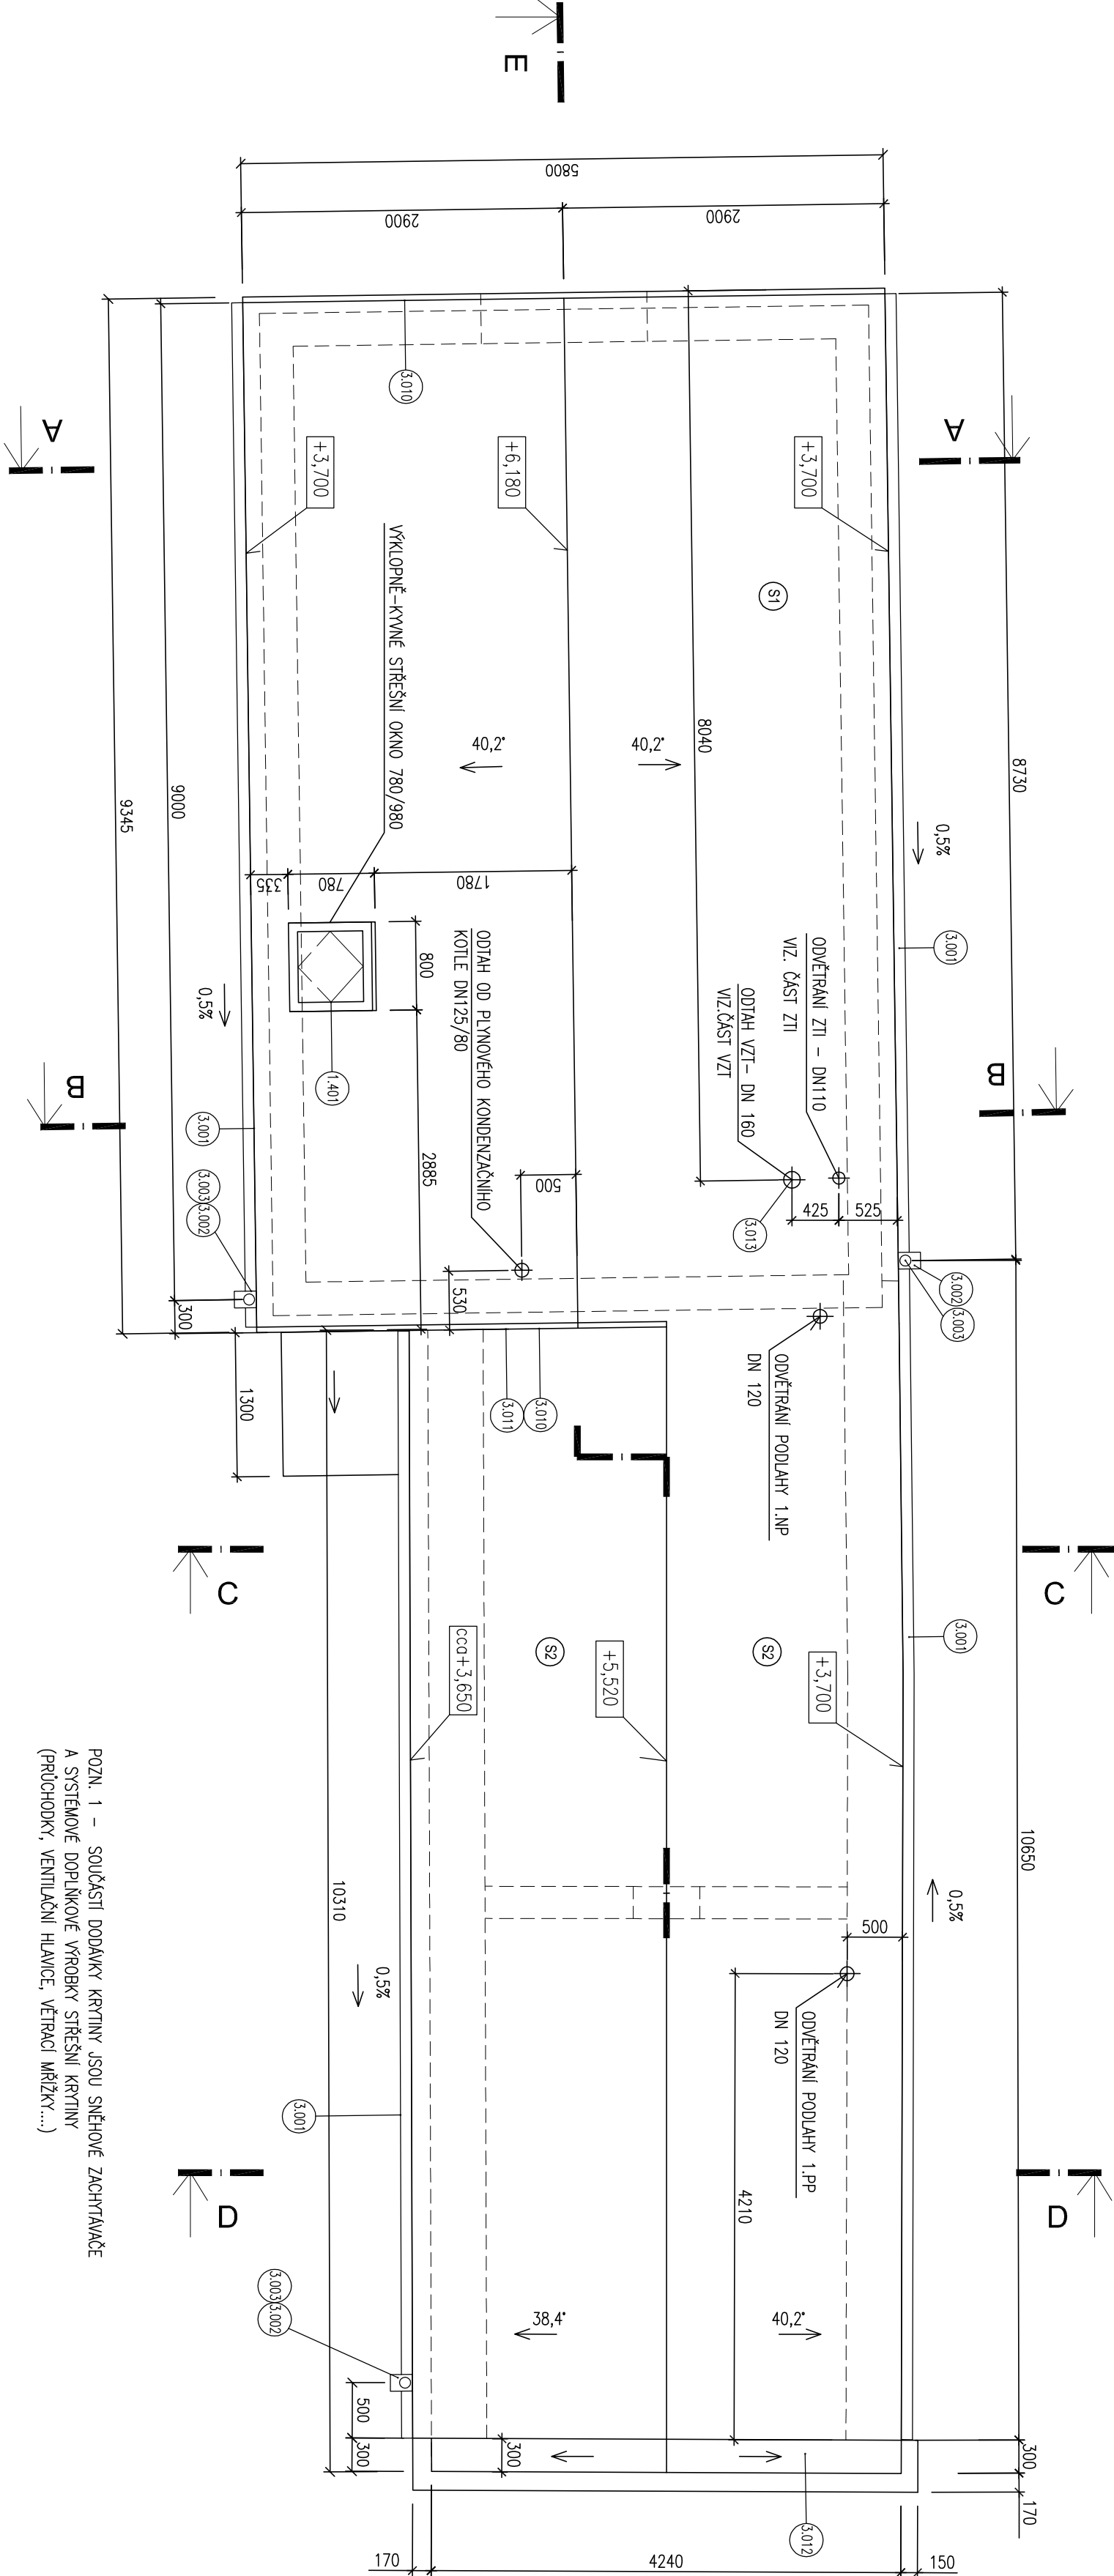 E
5800
2900
2900
8730
A
A
3.010
+3,700
+6,180
+3,700
S1
VÝKLOPNĚ-KYVNÉ STŘEŠNÍ OKNO 780/980
40,2°
40,2°
8040
0,5%
3.001
9000
9345
335
780
1780
800
2885
ODTAH OD PLYNOVÉHO KONDENZAČNÍHO
KOTLE DN125/80
ODVĚTRÁNÍ ZTI - DN110
VIZ. ČÁST ZTI
ODTAH VZT- DN 160
VIZ.ČÁST VZT
0,5%
1.401
B
B
3.001
3.003
3.002
500
425
525
3.013
530
3.002
3.003
300
1300
ODVĚTRÁNÍ PODLAHY 1.NP
DN 120
3.011
3.010
C
C
cca+3,650
S2
+5,520
S2
+3,700
3.001
10650
10310
0,5%
0,5%
500
ODVĚTRÁNÍ PODLAHY 1.PP
DN 120
4210
3.001
D
D
3.003
3.002
38,4°
40,2°
500
300
300
300
170
3.012
170
4240
150
POZN. 1 - SOUČÁSTÍ DODÁVKY KRYTINY JSOU SNĚHOVÉ ZACHYTÁVAČE
A SYSTÉMOVÉ DOPLŇKOVÉ VÝROBKY STŘEŠNÍ KRYTINY
(PRŮCHODKY, VENTILAČNÍ HLAVICE, VĚTRACÍ MŘÍŽKY....)